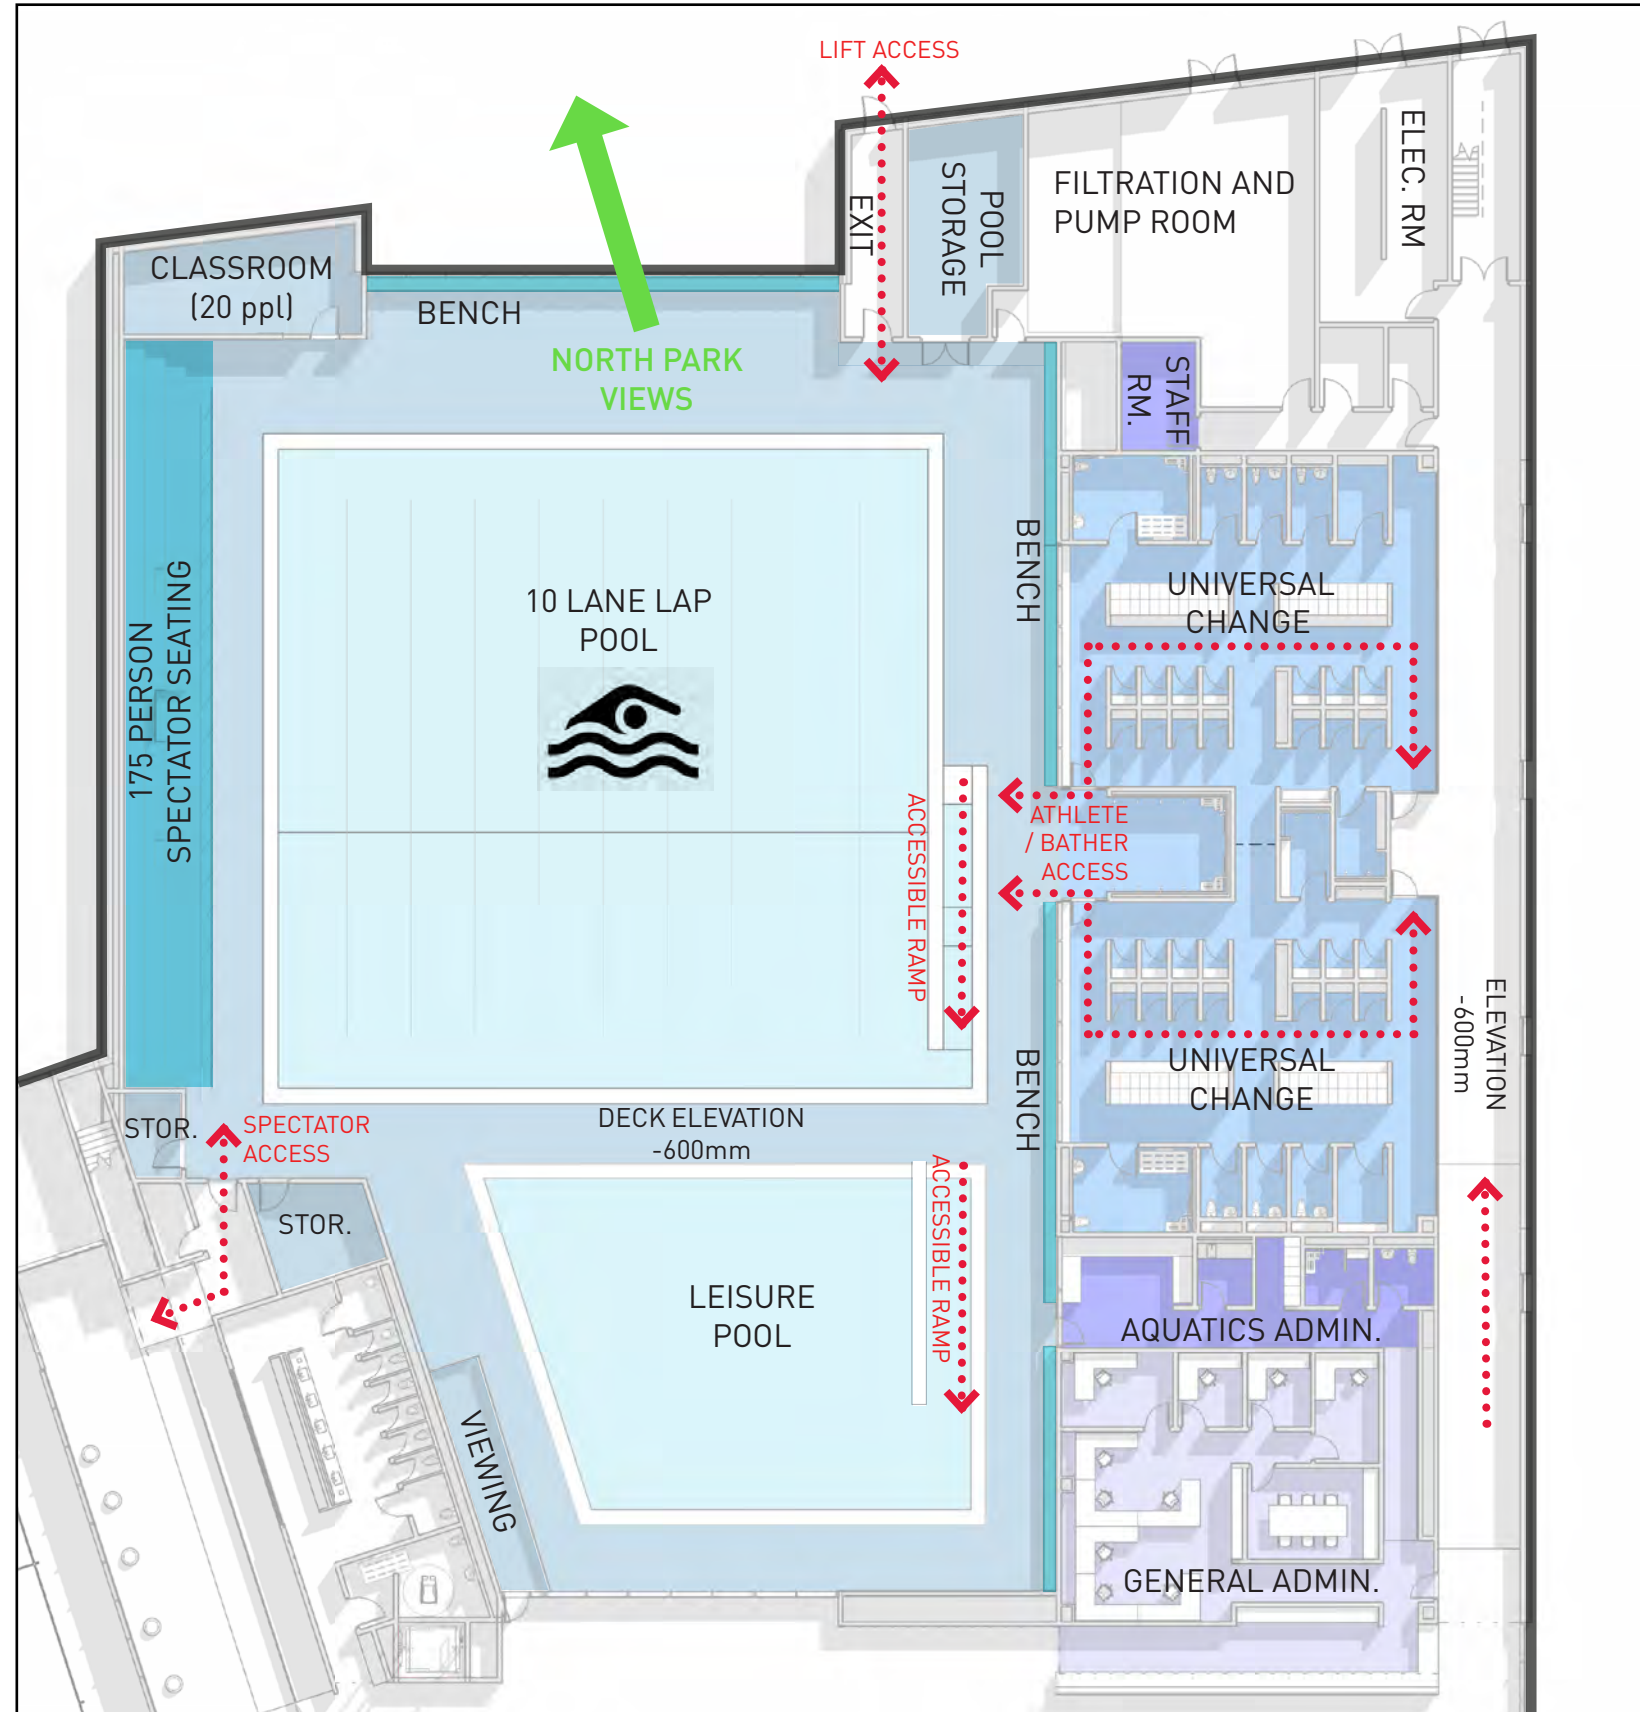 LIFT ACCESS
EXIT
POOL
STORAGE
FILTRATION AND
PUMP ROOM
ELEC. RM
CLASSROOM
(20 ppl)
BENCH
NORTH PARK
VIEWS
STAFF
RM.
175 PERSON
SPECTATOR SEATING
10 LANE LAP
POOL
BENCH
UNIVERSAL
CHANGE
ACCESSIBLE RAMP
ATHLETE
/ BATHER
ACCESS
ELEVATION
-600mm
BENCH
UNIVERSAL
CHANGE
STOR.
SPECTATOR
ACCESS
DECK ELEVATION
-600mm
STOR.
ACCESSIBLE RAMP
LEISURE
POOL
AQUATICS ADMIN.
VIEWING
GENERAL ADMIN.